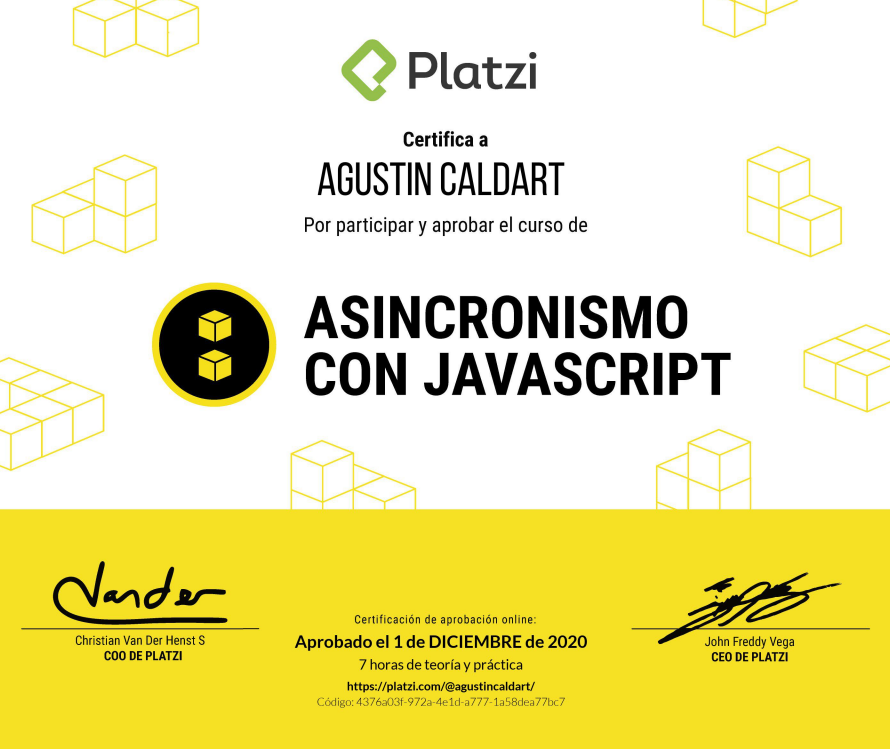 Platzi
Certifica a
AGUSTIN CALDART
Por participar y aprobar el curso de
ASINCRONISMO
CON JAVASCRIPT
Vander
Christian Van Der Henst S
COO DE PLATZI
Certificación de aprobación online:
Aprobado el 1 de DICIEMBRE de 2020
7 horas de teoría y práctica
https://platzi.com/@agustincaldart/
Código: 4376a03f-972a-4e1d-a777-1a58dea77bc7
John Freddy Vega
CEO DE PLATZI